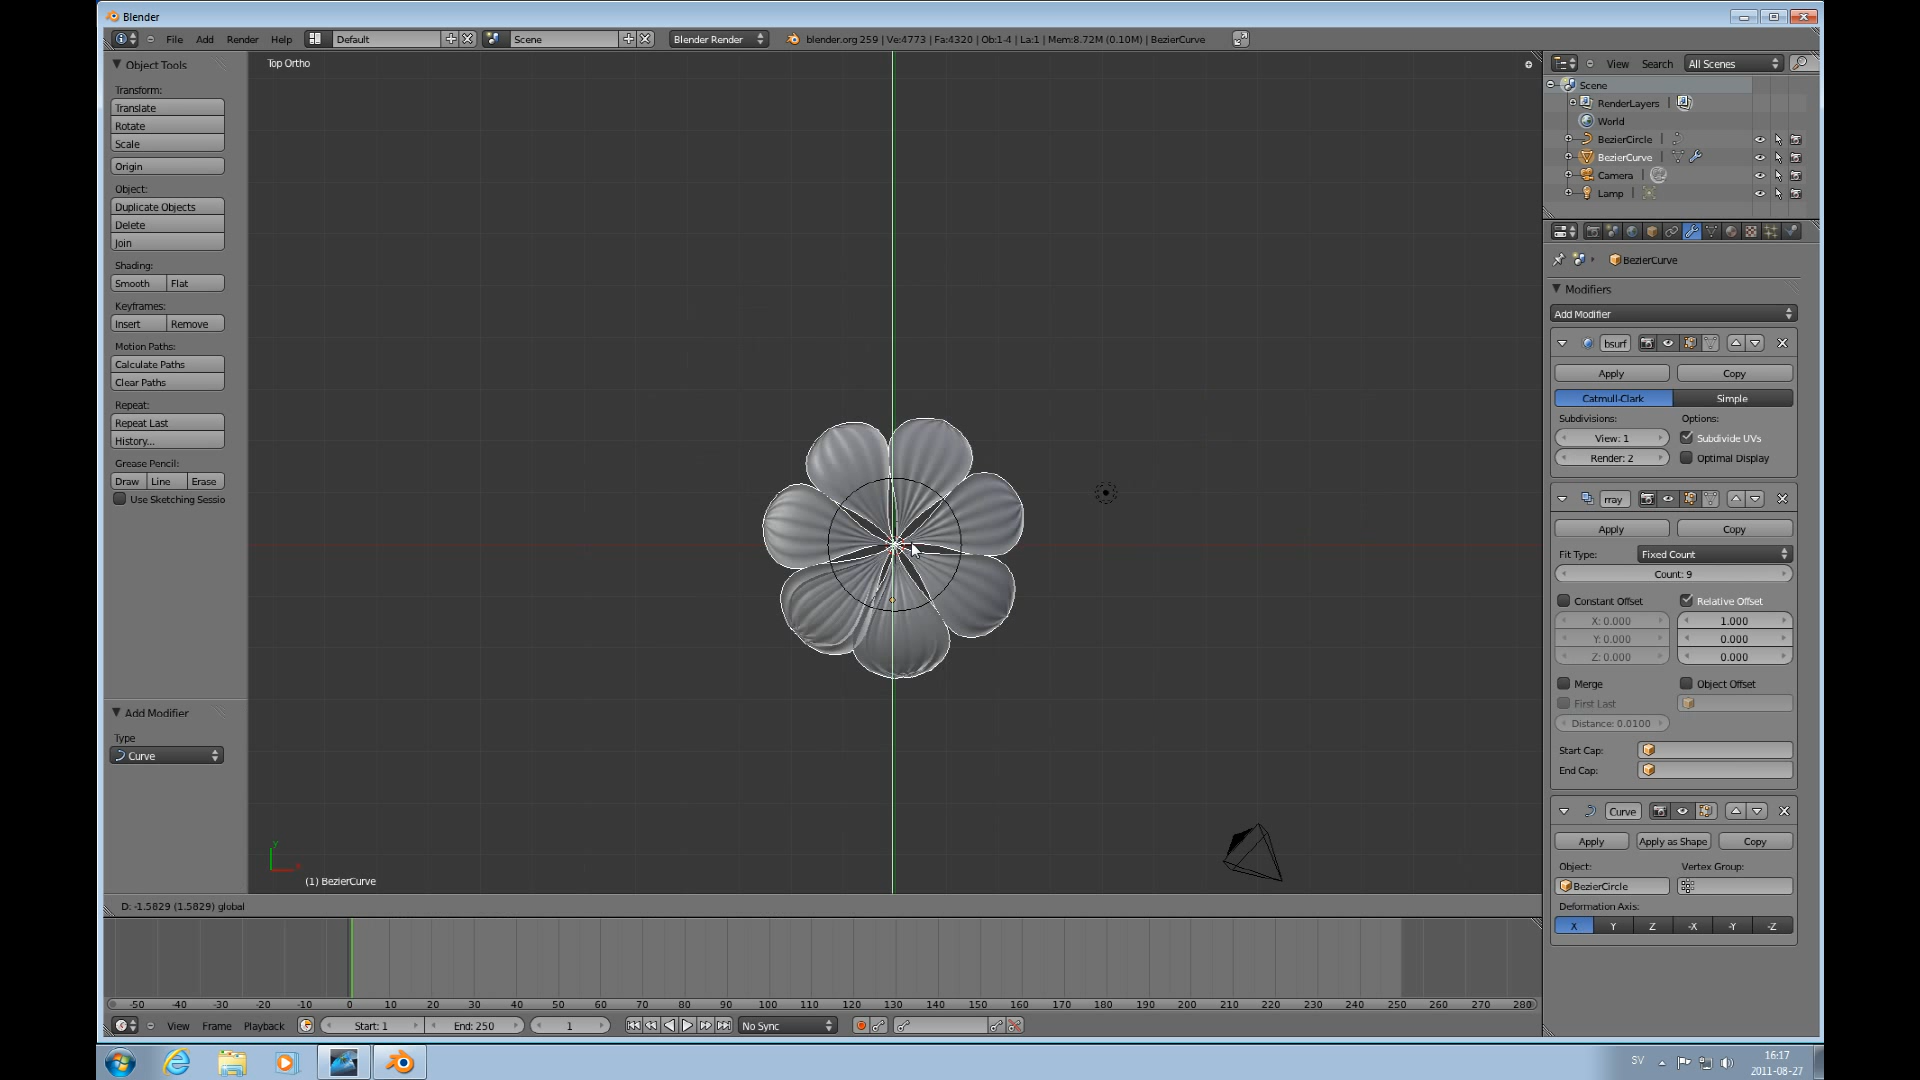 Blender
File Add Render Help Default Scene Blender Render blender.org 259 | Ve:4773 | Fa:4320 | Ob:1-4 | La:1 | Mem:8.72M (0.10M) | BezierCurve
Object Tools
Transform:
Translate
Rotate
Scale
Origin
Object:
Duplicate Objects
Delete
Join
Shading:
Smooth Flat
Keyframes:
Insert Remove
Motion Paths:
Calculate Paths
Clear Paths
Repeat:
Repeat Last
History...
Grease Pencil:
Draw Line Erase
Use Sketching Sessio
Add Modifier
Type
Curve
Top Ortho
(1) BezierCurve
D: -1.5829 (1.5829) global
View Search All Scenes
Scene
RenderLayers |
World
BezierCircle |
BezierCurve |
Camera |
Lamp |
BezierCurve
Modifiers
Add Modifier
bsurf
Apply Copy
Catmull-Clark Simple
Subdivisions: Options:
View: 1 Subdivide UVs
Render: 2 Optimal Display
rray
Apply Copy
Fit Type: Fixed Count
Count: 9
Constant Offset Relative Offset
X: 0.000 1.000
Y: 0.000 0.000
Z: 0.000 0.000
Merge Object Offset
First Last
Distance: 0.0100
Start Cap:
End Cap:
Curve
Apply Apply as Shape Copy
Object: Vertex Group:
BezierCircle
Deformation Axis:
X Y Z -X -Y -Z
-50 -40 -30 -20 -10 0 10 20 30 40 50 60 70 80 90 100 110 120 130 140 150 160 170 180 190 200 210 220 230 240 250 260 270 280
View Frame Playback Start: 1 End: 250 1 No Sync
SV 16:17
2011-08-27